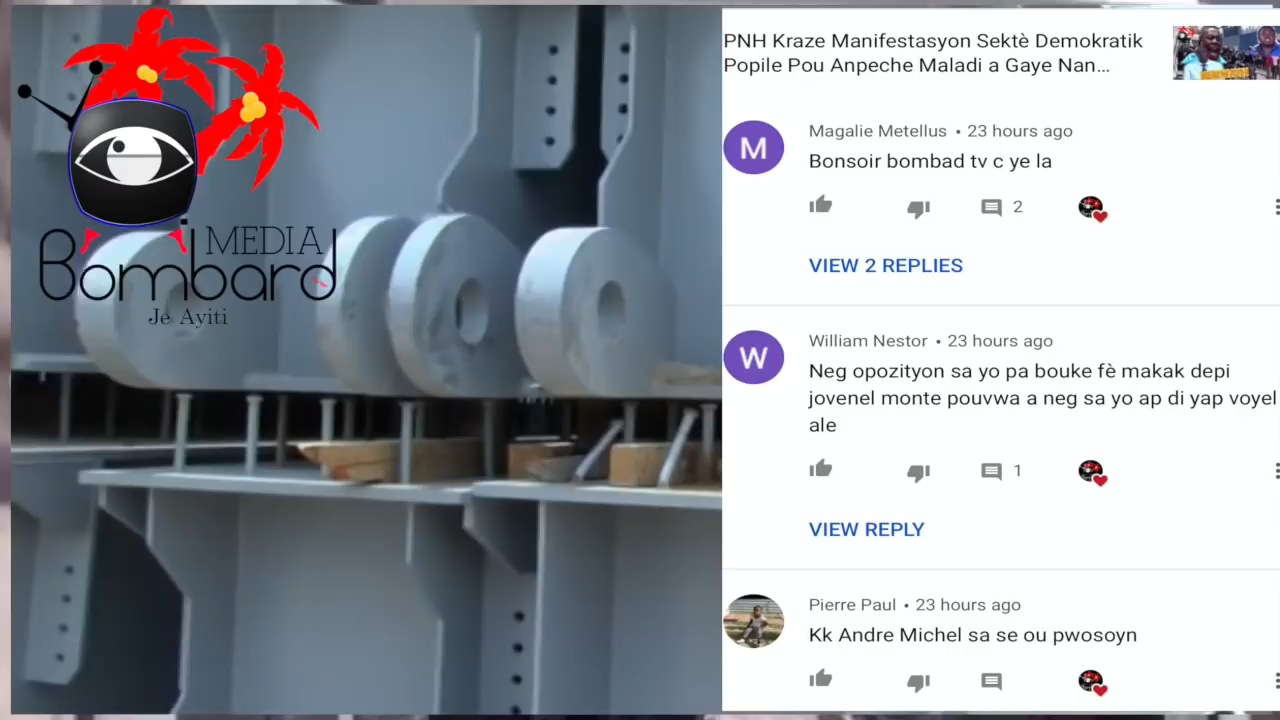 MEDIA
Bombard
Je Ayiti
PNH Kraze Manifestasyon Sektè Demokratik
Popile Pou Anpeche Maladi a Gaye Nan...
M
Magalie Metellus • 23 hours ago
Bonsoir bombad tv c ye la
2
VIEW 2 REPLIES
W
William Nestor • 23 hours ago
Neg opozityon sa yo pa bouke fè makak depi
jovenel monte pouvwa a neg sa yo ap di yap voyel
ale
1
VIEW REPLY
Pierre Paul • 23 hours ago
Kk Andre Michel sa se ou pwosoyn